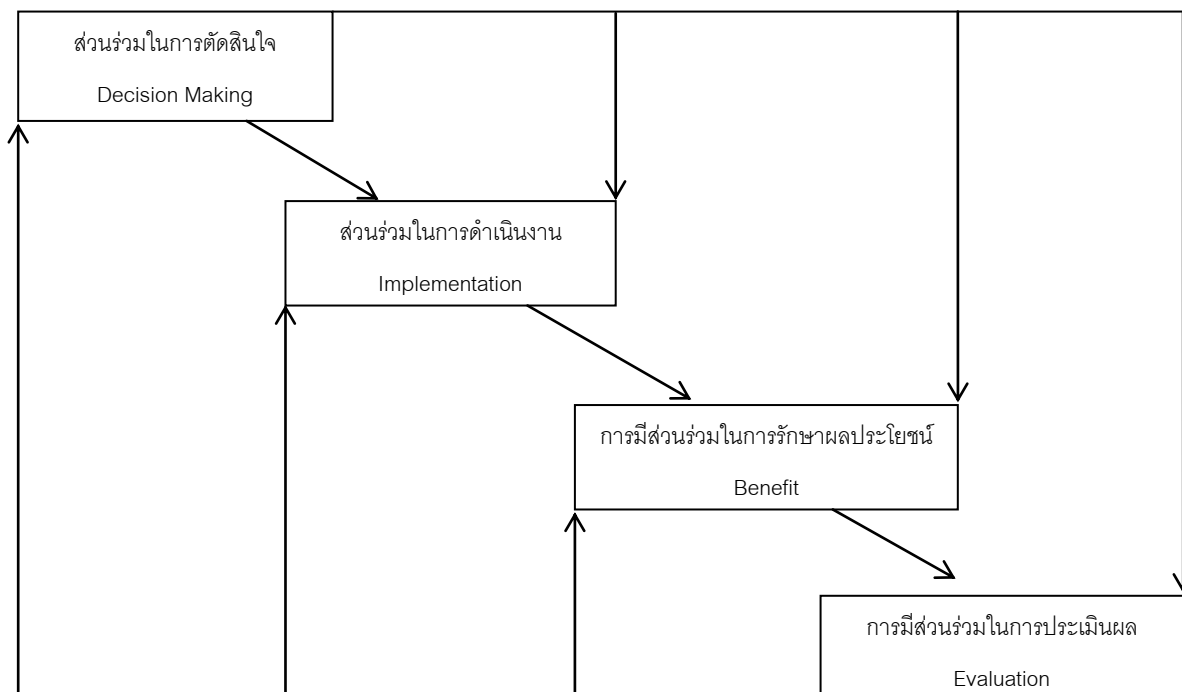 ส่วนร่วมในการตัดสินใจ
Decision Making
ส่วนร่วมในการดำเนินงาน
Implementation
การมีส่วนร่วมในการรักษาผลประโยชน์
Benefit
การมีส่วนร่วมในการประเมินผล
Evaluation